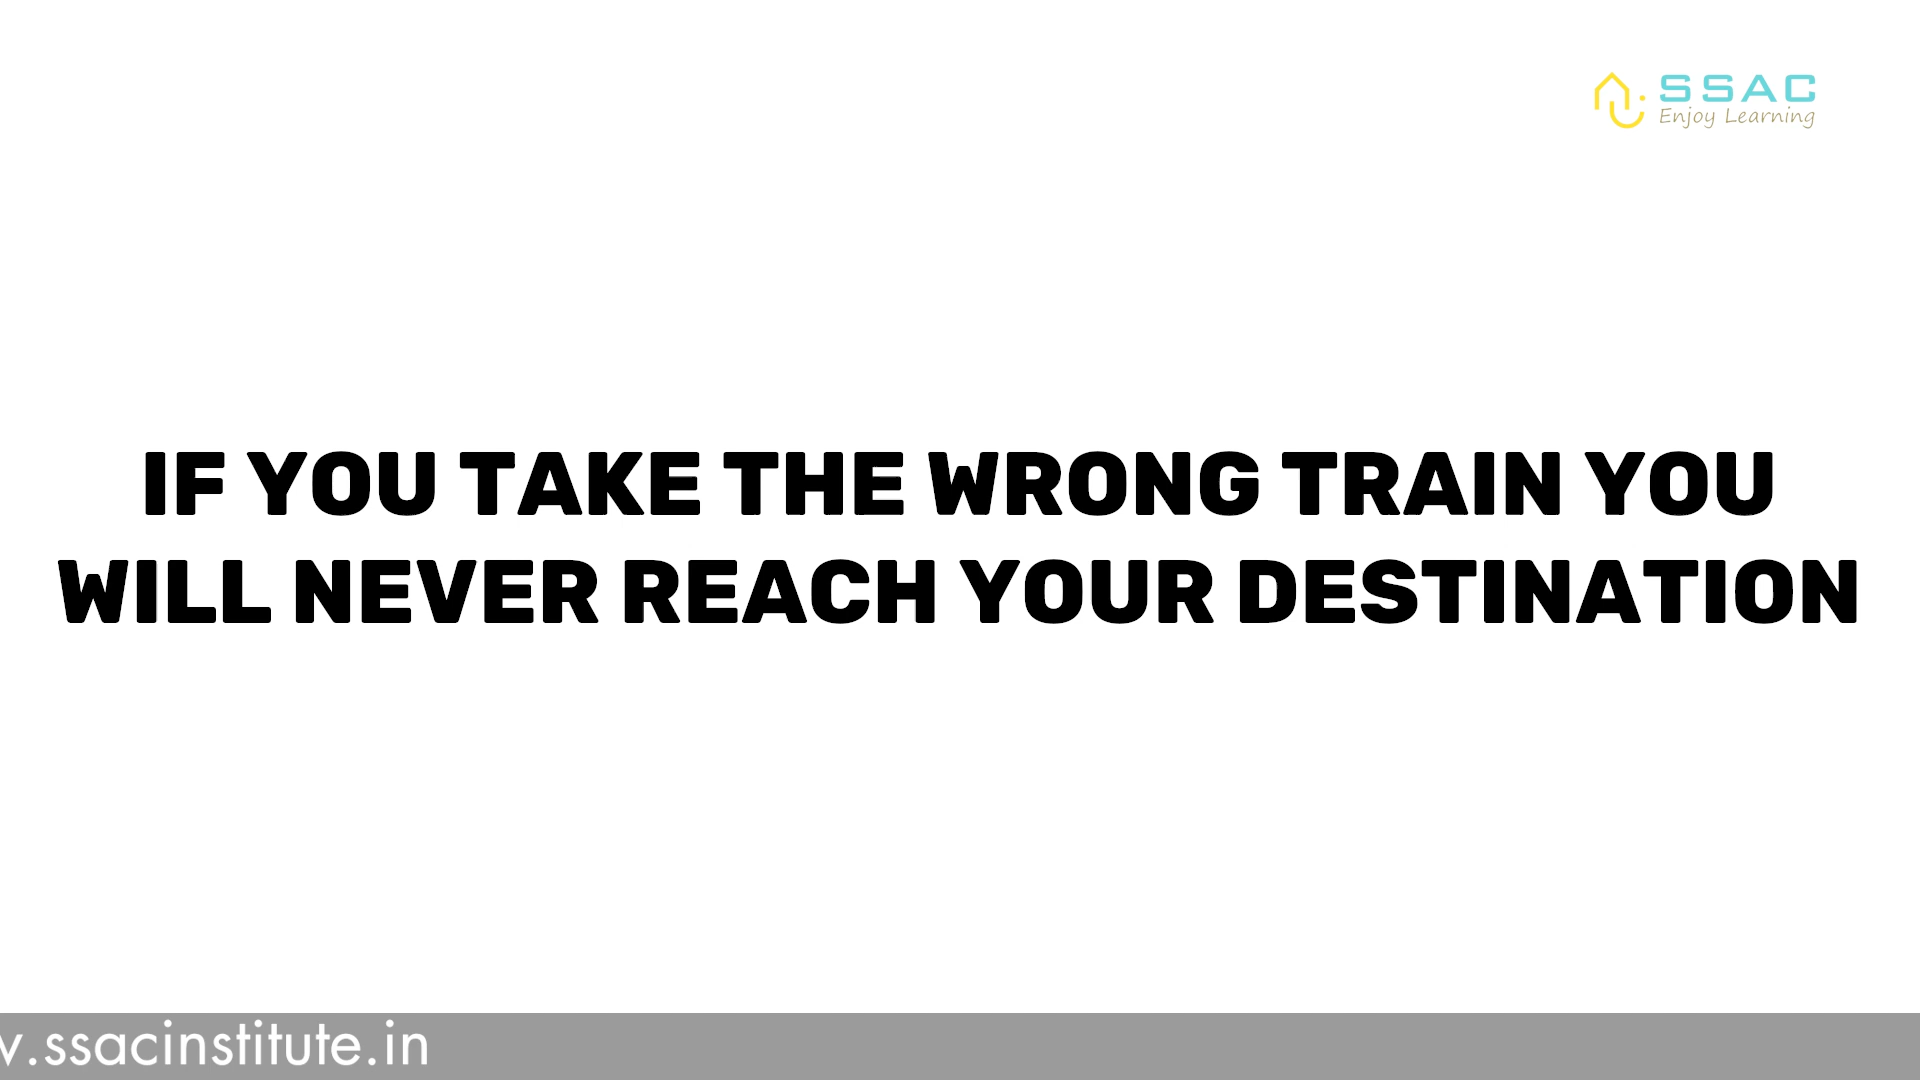 SSAC
Enjoy Learning
IF YOU TAKE THE WRONG TRAIN YOU
WILL NEVER REACH YOUR DESTINATION
.ssacinstitute.in